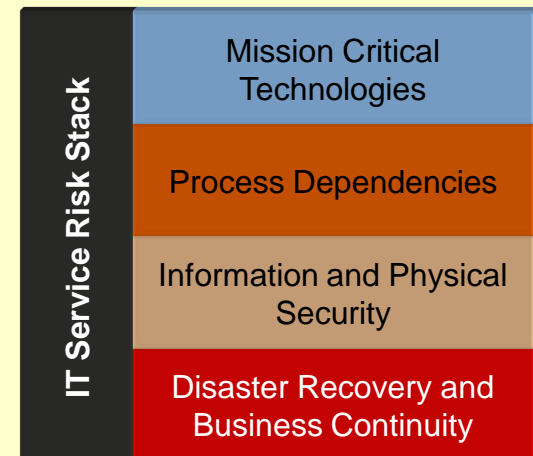 IT Service Risk Stack
Mission Critical
Technologies
Process Dependencies
Information and Physical
Security
Disaster Recovery and
Business Continuity